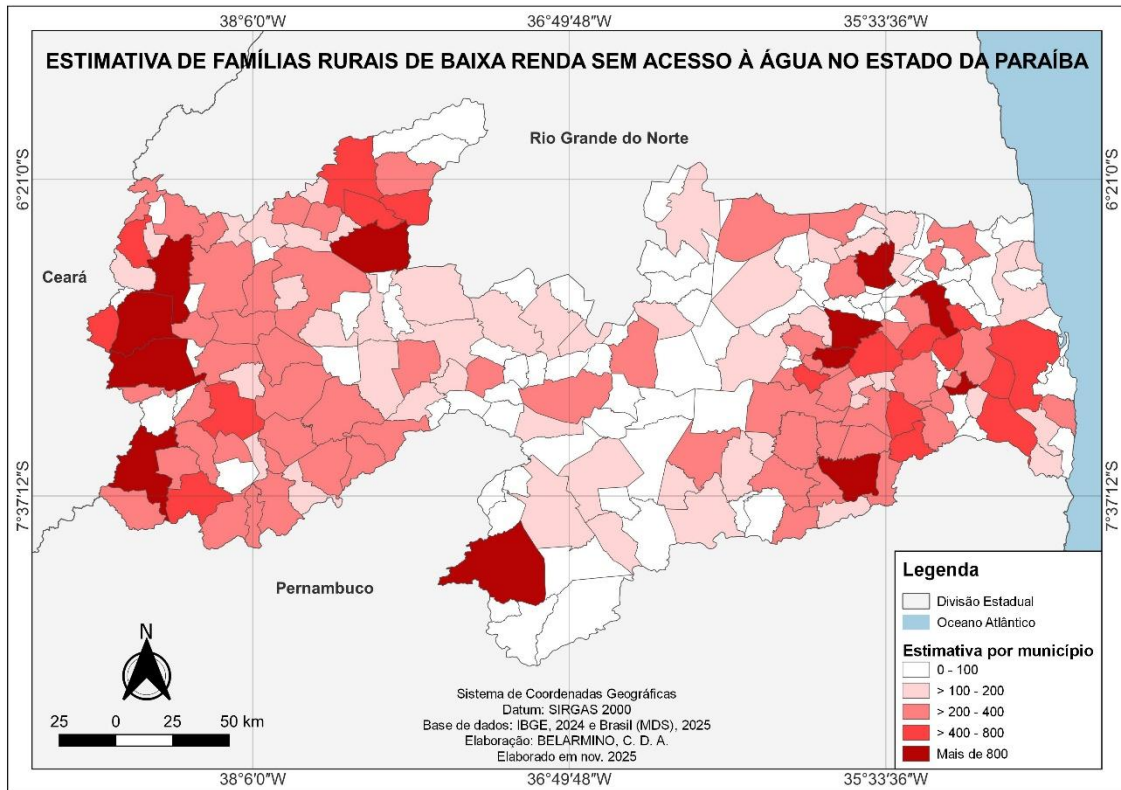 38°6′0″W 36°49′48″W 35°33′36″W
ESTIMATIVA DE FAMÍLIAS RURAIS DE BAIXA RENDA SEM ACESSO À ÁGUA NO ESTADO DA PARAÍBA
Rio Grande do Norte
6°21′0″S 6°21′0″S
Ceará
7°37′12″S 7°37′12″S
Pernambuco
Legenda
Divisão Estadual
Oceano Atlântico
Estimativa por município
0 - 100
> 100 - 200
> 200 - 400
> 400 - 800
Mais de 800
N
25 0 25 50 km
Sistema de Coordenadas Geográficas
Datum: SIRGAS 2000
Base de dados: IBGE, 2024 e Brasil (MDS), 2025
Elaboração: BELARMINO, C. D. A.
Elaborado em nov. 2025
38°6′0″W 36°49′48″W 35°33′36″W